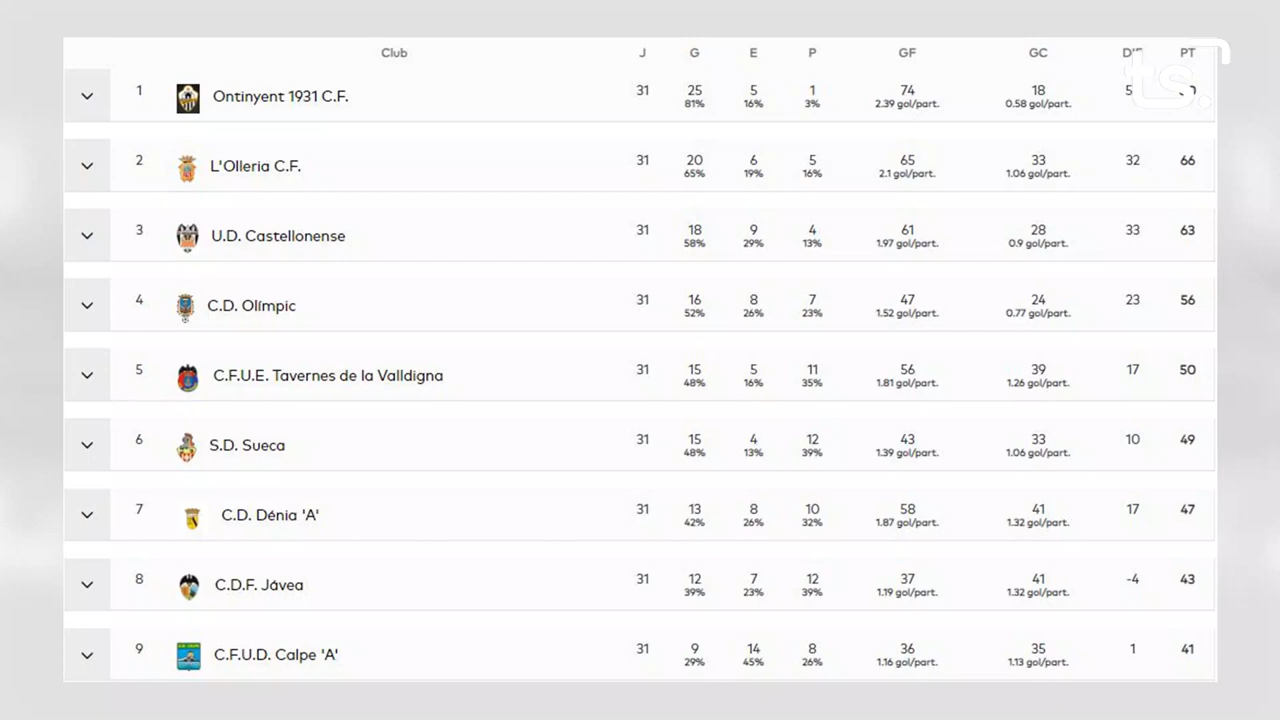 Club J G E P GF GC PT
1 Ontinyent 1931 C.F. 31 25 5 1 74 18
81% 16% 3% 2.39 gol/part. 0.58 gol/part.
2 L'Olleria C.F. 31 20 6 5 65 33 32 66
65% 19% 16% 2.1 gol/part. 1.06 gol/part.
3 U.D. Castellonense 31 18 9 4 61 28 33 63
58% 29% 13% 1.97 gol/part. 0.9 gol/part.
4 C.D. Olímpic 31 16 8 7 47 24 23 56
52% 26% 23% 1.52 gol/part. 0.77 gol/part.
5 C.F.U.E. Tavernes de la Valldigna 31 15 5 11 56 39 17 50
48% 16% 35% 1.81 gol/part. 1.26 gol/part.
6 S.D. Sueca 31 15 4 12 43 33 10 49
48% 13% 39% 1.39 gol/part. 1.06 gol/part.
7 C.D. Dénia 'A' 31 13 8 10 58 41 17 47
42% 26% 32% 1.87 gol/part. 1.32 gol/part.
8 C.D.F. Jávea 31 12 7 12 37 41 -4 43
39% 23% 39% 1.19 gol/part. 1.32 gol/part.
9 C.F.U.D. Calpe 'A' 31 9 14 8 36 35 1 41
29% 45% 26% 1.16 gol/part. 1.13 gol/part.
ts.